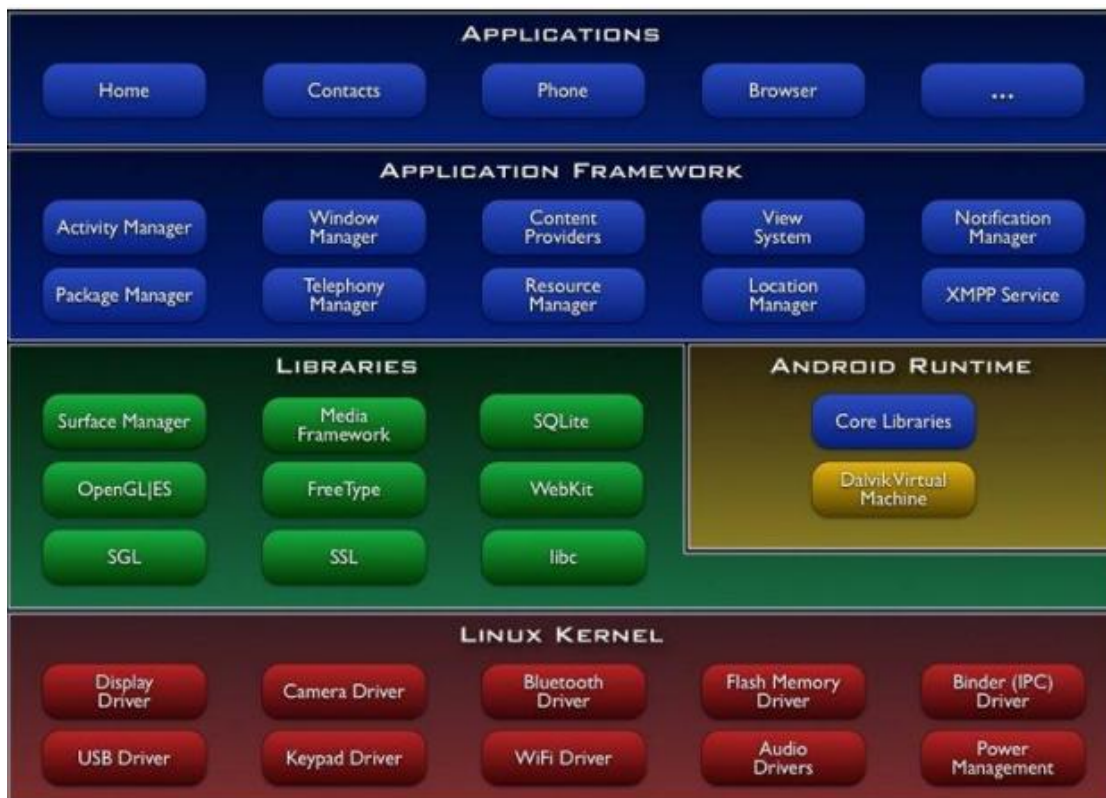 APPLICATIONS
Home
Contacts
Phone
Browser
...
APPLICATION FRAMEWORK
Activity Manager
Window
Manager
Content
Providers
View
System
Notification
Manager
Package Manager
Telephony
Manager
Resource
Manager
Location
Manager
XMPP Service
LIBRARIES
Surface Manager
Media
Framework
SQLite
OpenGL|ES
FreeType
WebKit
SGL
SSL
libc
ANDROID RUNTIME
Core Libraries
Dalvik Virtual
Machine
LINUX KERNEL
Display
Driver
Camera Driver
Bluetooth
Driver
Flash Memory
Driver
Binder (IPC)
Driver
USB Driver
Keypad Driver
WiFi Driver
Audio
Drivers
Power
Management